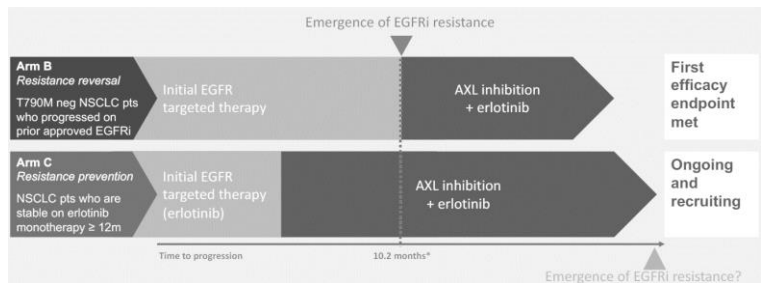 Emergence of EGFRi resistance
Arm B
Resistance reversal
T790M neg NSCLC pts
who progressed on
prior approved EGFRi
Initial EGFR
targeted therapy
AXL inhibition
+ erlotinib
First
efficacy
endpoint
met
Arm C
Resistance prevention
NSCLC pts who are
stable on erlotinib
monotherapy ≥ 12m
Initial EGFR
targeted therapy
(erlotinib)
AXL inhibition
+ erlotinib
Ongoing
and
recruiting
Time to progression
10.2 months*
Emergence of EGFRi resistance?